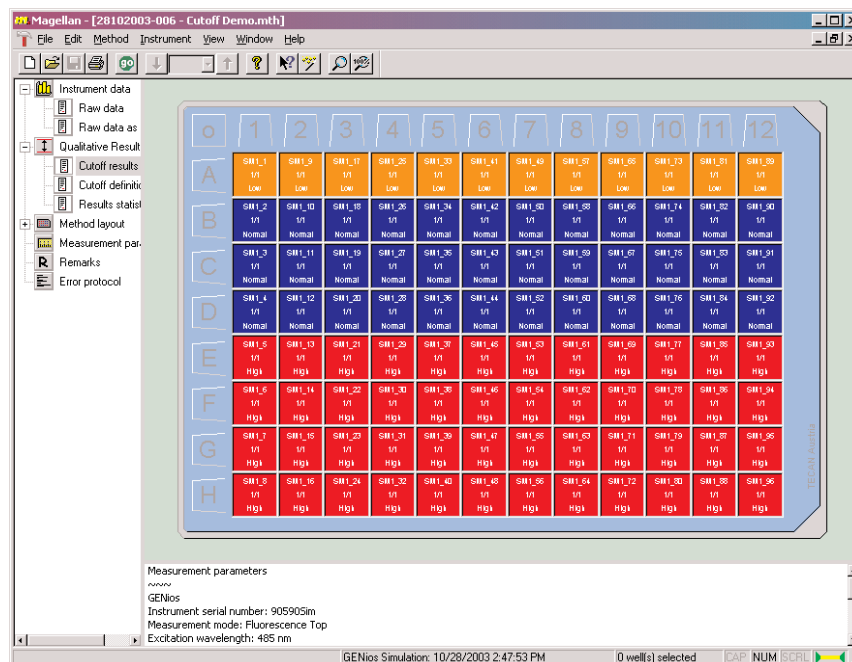 Magellan - [28102003-006 - Cutoff Demo.mth]
File Edit Method Instrument View Window Help
go
Instrument data
Raw data
Raw data as
Qualitative Result
Cutoff results
Cutoff definitio
Results statist
Method layout
Measurement par
Remarks
Error protocol
o 1 2 3 4 5 6 7 8 9 10 11 12
A
SM1_1 SM1_9 SM1_17 SM1_25 SM1_33 SM1_41 SM1_49 SM1_57 SM1_65 SM1_73 SM1_81 SM1_89
1/1 1/1 1/1 1/1 1/1 1/1 1/1 1/1 1/1 1/1 1/1 1/1
Low Low Low Low Low Low Low Low Low Low Low Low
B
SM1_2 SM1_10 SM1_18 SM1_26 SM1_34 SM1_42 SM1_50 SM1_58 SM1_66 SM1_74 SM1_82 SM1_90
1/1 1/1 1/1 1/1 1/1 1/1 1/1 1/1 1/1 1/1 1/1 1/1
Normal Normal Normal Normal Normal Normal Normal Normal Normal Normal Normal Normal
C
SM1_3 SM1_11 SM1_19 SM1_27 SM1_35 SM1_43 SM1_51 SM1_59 SM1_67 SM1_75 SM1_83 SM1_91
1/1 1/1 1/1 1/1 1/1 1/1 1/1 1/1 1/1 1/1 1/1 1/1
Normal Normal Normal Normal Normal Normal Normal Normal Normal Normal Normal Normal
D
SM1_4 SM1_12 SM1_20 SM1_28 SM1_36 SM1_44 SM1_52 SM1_60 SM1_68 SM1_76 SM1_84 SM1_92
1/1 1/1 1/1 1/1 1/1 1/1 1/1 1/1 1/1 1/1 1/1 1/1
Normal Normal Normal Normal Normal Normal Normal Normal Normal Normal Normal Normal
E
SM1_5 SM1_13 SM1_21 SM1_29 SM1_37 SM1_45 SM1_53 SM1_61 SM1_69 SM1_77 SM1_85 SM1_93
1/1 1/1 1/1 1/1 1/1 1/1 1/1 1/1 1/1 1/1 1/1 1/1
High High High High High High High High High High High High
F
SM1_6 SM1_14 SM1_22 SM1_30 SM1_38 SM1_46 SM1_54 SM1_62 SM1_70 SM1_78 SM1_86 SM1_94
1/1 1/1 1/1 1/1 1/1 1/1 1/1 1/1 1/1 1/1 1/1 1/1
High High High High High High High High High High High High
G
SM1_7 SM1_15 SM1_23 SM1_31 SM1_39 SM1_47 SM1_55 SM1_63 SM1_71 SM1_79 SM1_87 SM1_95
1/1 1/1 1/1 1/1 1/1 1/1 1/1 1/1 1/1 1/1 1/1 1/1
High High High High High High High High High High High High
H
SM1_8 SM1_16 SM1_24 SM1_32 SM1_40 SM1_48 SM1_56 SM1_64 SM1_72 SM1_80 SM1_88 SM1_96
1/1 1/1 1/1 1/1 1/1 1/1 1/1 1/1 1/1 1/1 1/1 1/1
High High High High High High High High High High High High
TECAN Austria
Measurement parameters
~~~
GENios
Instrument serial number: 90590Sim
Measurement mode: Fluorescence Top
Excitation wavelength: 485 nm
GENios Simulation: 10/28/2003 2:47:53 PM 0 well(s) selected CAP NUM SCRL